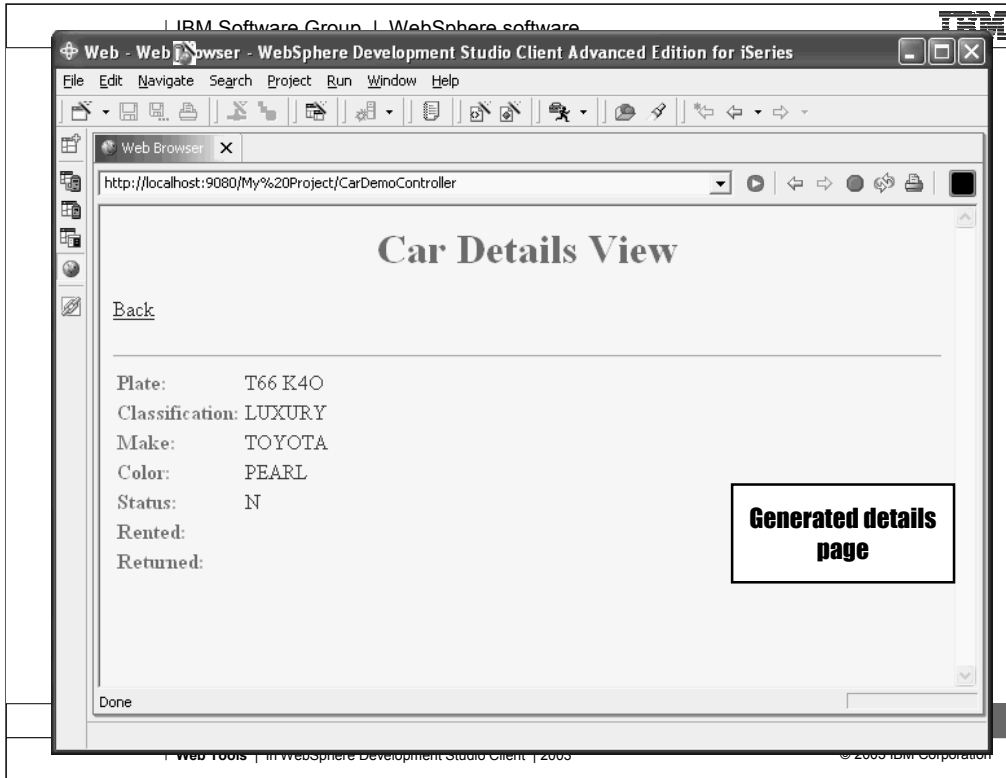 IBM Software Group | WebSphere software
IBM
Web - Web Browser - WebSphere Development Studio Client Advanced Edition for iSeries
File Edit Navigate Search Project Run Window Help
Web Browser
http://localhost:9080/My%20Project/CarDemoController
Car Details View
Back
Plate: T66 K4O
Classification: LUXURY
Make: TOYOTA
Color: PEARL
Status: N
Rented:
Returned:
Generated details
page
Done
Web Tools | in WebSphere Development Studio Client | 2003
© 2003 IBM Corporation